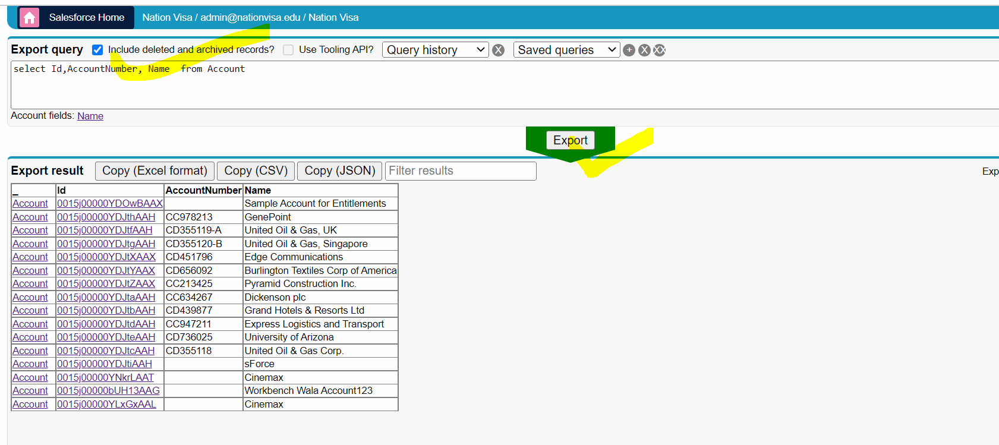 Salesforce Home Nation Visa / admin@nationvisa.edu / Nation Visa
Export query Include deleted and archived records? Use Tooling API? Query history X Saved queries + X XX
select Id,AccountNumber, Name  from Account
Account fields: Name
Export
Export result Copy (Excel format) Copy (CSV) Copy (JSON) Filter results Exp
_ Id AccountNumber Name
Account 0015j00000YDOwBAAX Sample Account for Entitlements
Account 0015j00000YDJthAAH CC978213 GenePoint
Account 0015j00000YDJtfAAH CD355119-A United Oil & Gas, UK
Account 0015j00000YDJtgAAH CD355120-B United Oil & Gas, Singapore
Account 0015j00000YDJtXAAX CD451796 Edge Communications
Account 0015j00000YDJtYAAX CD656092 Burlington Textiles Corp of America
Account 0015j00000YDJtZAAX CC213425 Pyramid Construction Inc.
Account 0015j00000YDJtaAAH CC634267 Dickenson plc
Account 0015j00000YDJtbAAH CD439877 Grand Hotels & Resorts Ltd
Account 0015j00000YDJtdAAH CC947211 Express Logistics and Transport
Account 0015j00000YDJteAAH CD736025 University of Arizona
Account 0015j00000YDJtcAAH CD355118 United Oil & Gas Corp.
Account 0015j00000YDJtiAAH sForce
Account 0015j00000YNkrLAAT Cinemax
Account 0015j00000bUH13AAG Workbench Wala Account123
Account 0015j00000YLxGxAAL Cinemax